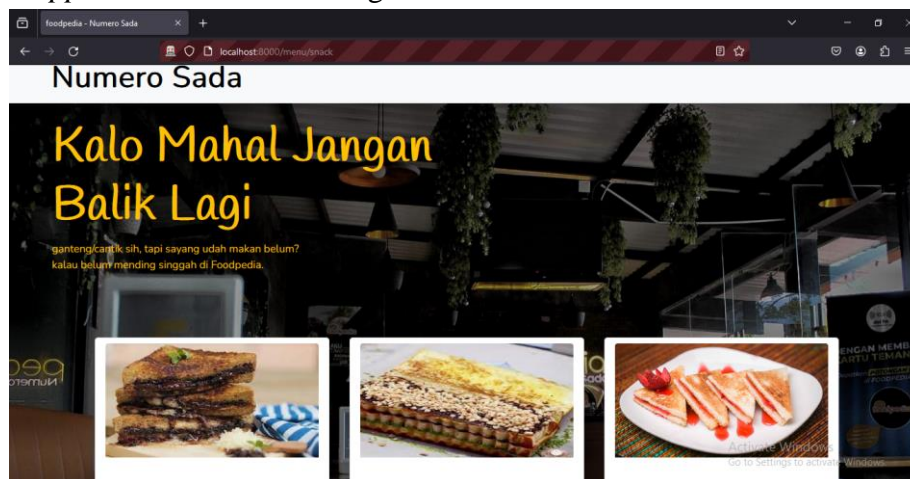 foodpedia - Numero Sada
localhost:8000/menu/snack
Numero Sada
Kalo Mahal Jangan
Balik Lagi
ganteng/cantik sih, tapi sayang udah makan belum?
kalau belum mending singgah di Foodpedia.
Activate Windows
Go to Settings to activate Windows.